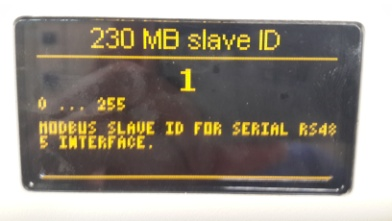 230 MB slave ID
1
0 ... 255
MODBUS SLAVE ID FOR SERIAL RS48
5 INTERFACE.